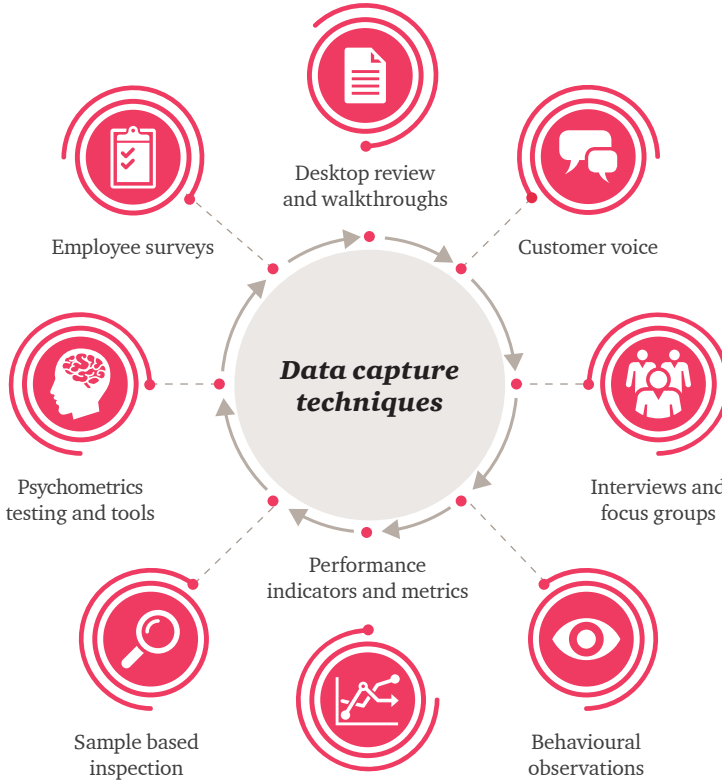 Desktop review
and walkthroughs
Employee surveys
Customer voice
Data capture
techniques
Psychometrics
testing and tools
Interviews and
focus groups
Performance
indicators and metrics
Sample based
inspection
Behavioural
observations